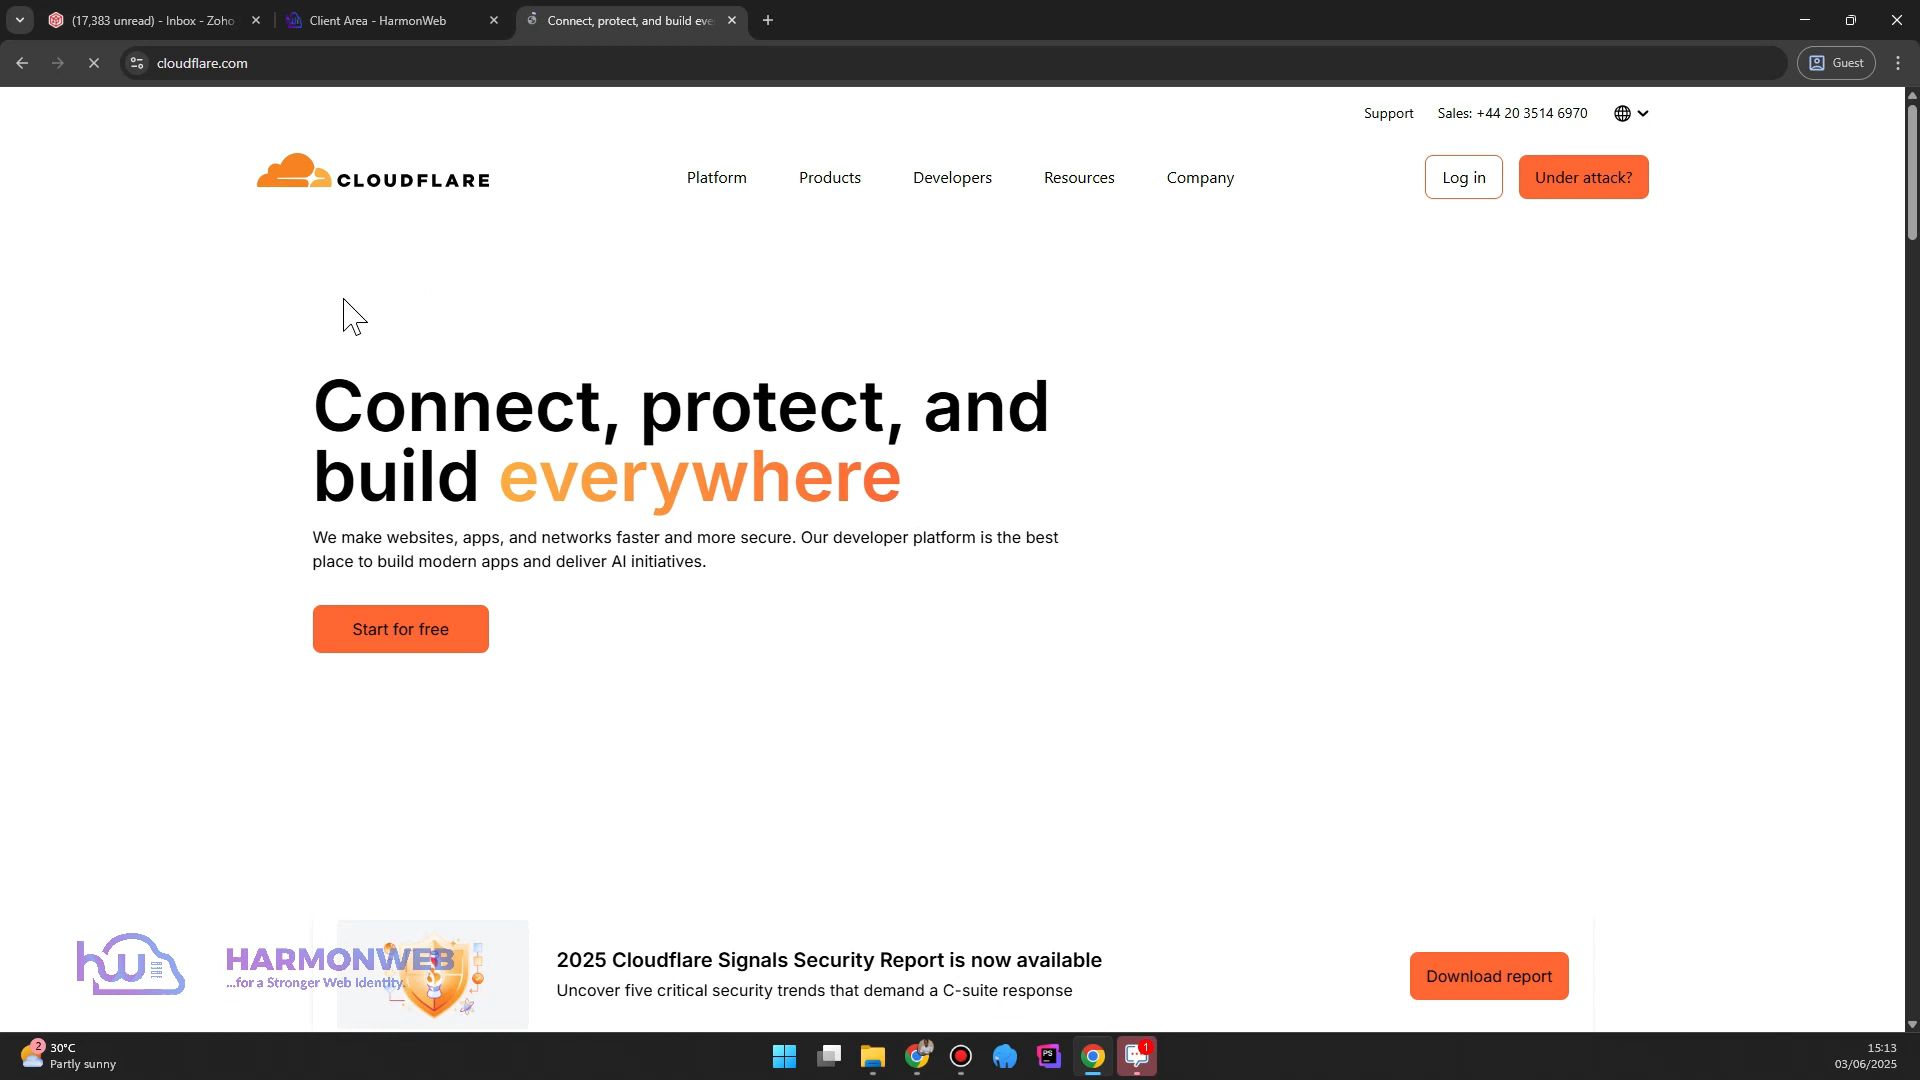 (17,383 unread) - Inbox - Zoho
Client Area - HarmonWeb
Connect, protect, and build eve
cloudflare.com
Guest
Support
Sales: +44 20 3514 6970
CLOUDFLARE
Platform
Products
Developers
Resources
Company
Log in
Under attack?
Connect, protect, and
build everywhere
We make websites, apps, and networks faster and more secure. Our developer platform is the best
place to build modern apps and deliver AI initiatives.
Start for free
hw
HARMONWEB
...for a Stronger Web Identity.
2025 Cloudflare Signals Security Report is now available
Uncover five critical security trends that demand a C-suite response
Download report
2
30°C
Partly sunny
PS
1
15:13
03/06/2025